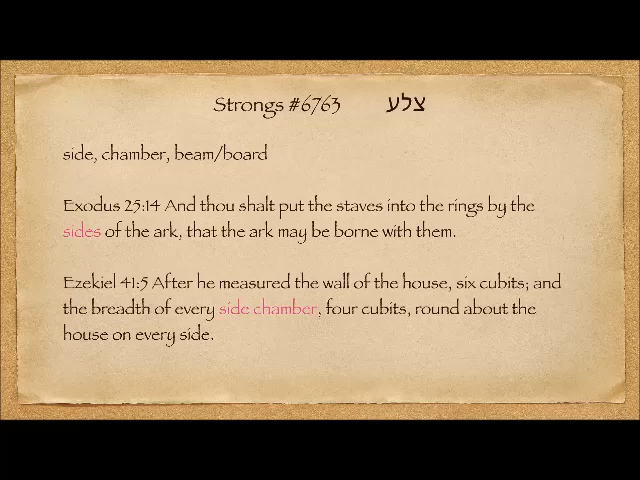 Strongs #6763 צלע
side, chamber, beam/board
Exodus 25:14 And thou shalt put the staves into the rings by the
sides of the ark, that the ark may be borne with them.
Ezekiel 41:5 After he measured the wall of the house, six cubits; and
the breadth of every side chamber, four cubits, round about the
house on every side.